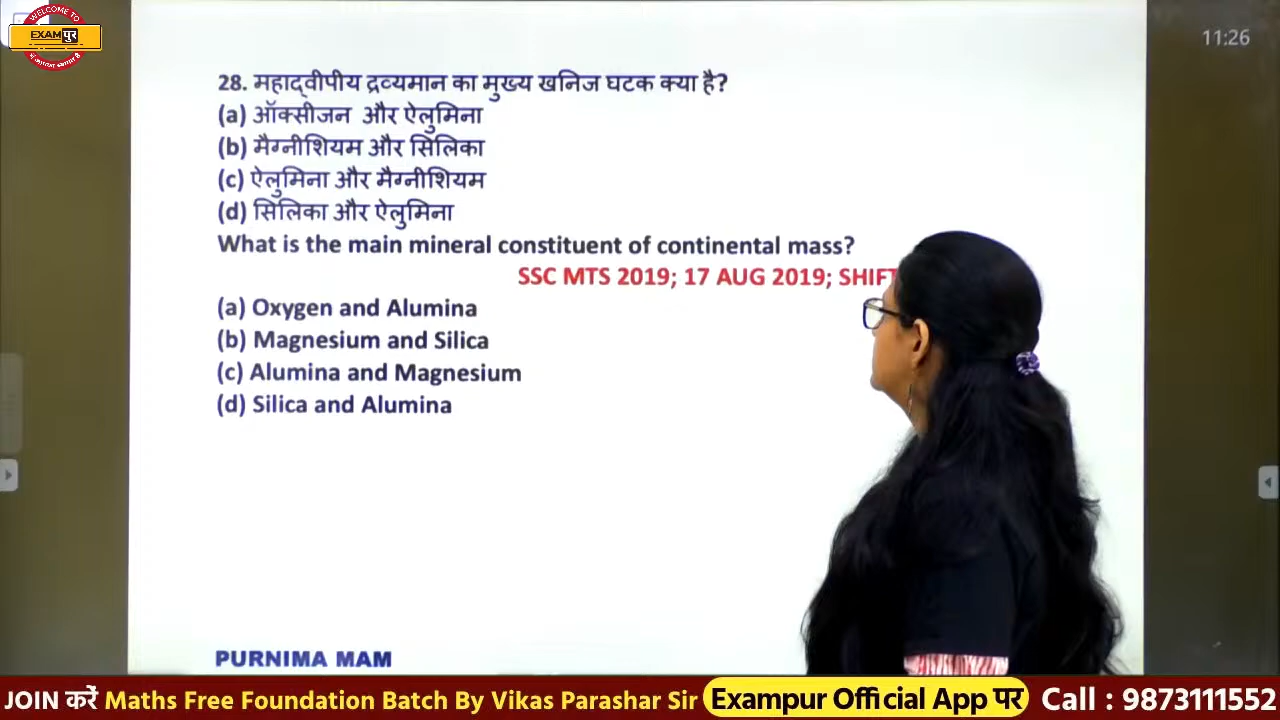 WELCOME TO
EXAMपुर
11:26
28. महाद्वीपीय द्रव्यमान का मुख्य खनिज घटक क्या है?
(a) ऑक्सीजन और ऐलुमिना
(b) मैग्नीशियम और सिलिका
(c) ऐलुमिना और मैग्नीशियम
(d) सिलिका और ऐलुमिना
What is the main mineral constituent of continental mass?
SSC MTS 2019; 17 AUG 2019; SHIFT
(a) Oxygen and Alumina
(b) Magnesium and Silica
(c) Alumina and Magnesium
(d) Silica and Alumina
PURNIMA MAM
JOIN करें Maths Free Foundation Batch By Vikas Parashar Sir Exampur Official App पर Call : 9873111552